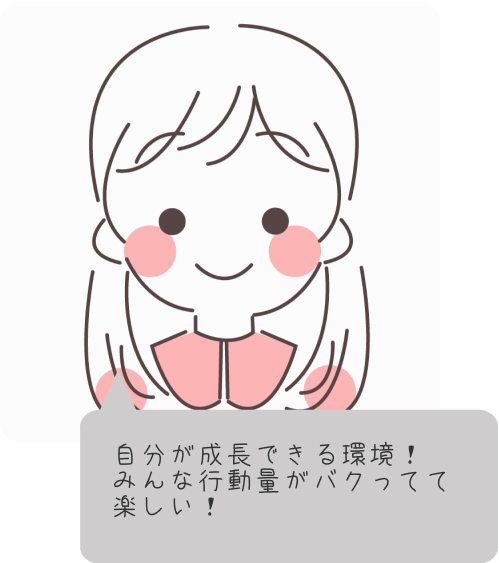 自分が成長できる環境！
みんな行動量がバクってて
楽しい！